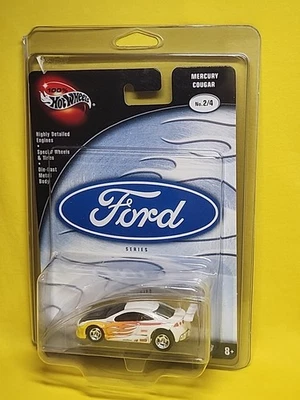 100%
Hot Wheels
MERCURY
COUGAR
No. 2/4
Highly Detailed
Engines
•
Special Wheels
& Tires
•
Die-Cast
Metal
Body
Ford
SERIES
8+